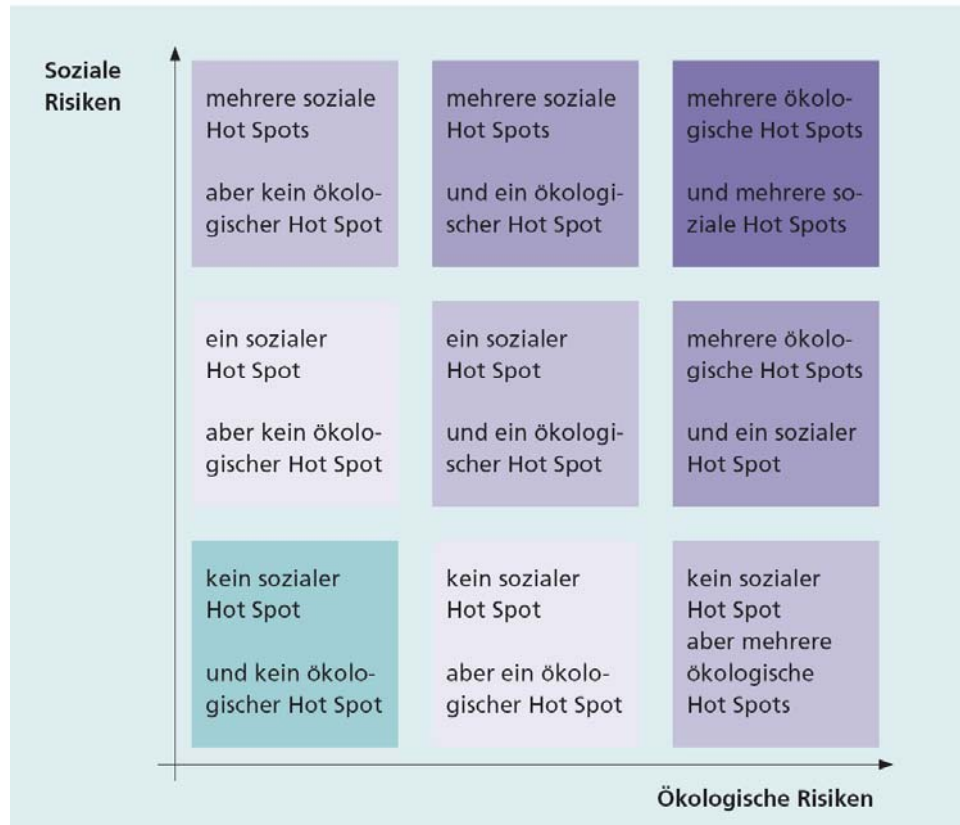 Soziale
Risiken
mehrere soziale
Hot Spots
aber kein ökolo-
gischer Hot Spot
mehrere soziale
Hot Spots
und ein ökologi-
scher Hot Spot
mehrere ökolo-
gische Hot Spots
und mehrere so-
ziale Hot Spots
ein sozialer
Hot Spot
aber kein ökolo-
gischer Hot Spot
ein sozialer
Hot Spot
und ein ökologi-
scher Hot Spot
mehrere ökolo-
gische Hot Spots
und ein sozialer
Hot Spot
kein sozialer
Hot Spot
und kein ökolo-
gischer Hot Spot
kein sozialer
Hot Spot
aber ein ökolo-
gischer Hot Spot
kein sozialer
Hot Spot
aber mehrere
ökologische
Hot Spots
Ökologische Risiken